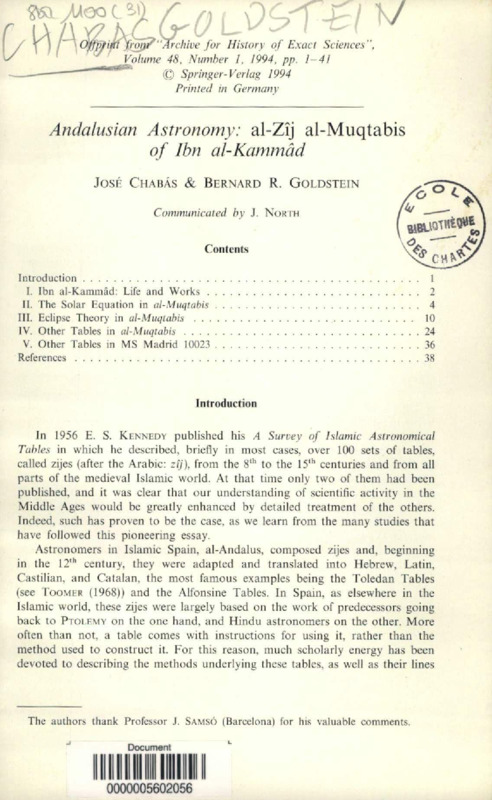 8bu 1100 (31)
CHABAS GOLDSTEIN
Offprint from "Archive for History of Exact Sciences",
Volume 48, Number 1, 1994, pp. 1–41
© Springer-Verlag 1994
Printed in Germany
Andalusian Astronomy: al-Zîj al-Muqtabis
of Ibn al-Kammâd
JOSÉ CHABÁS & BERNARD R. GOLDSTEIN
Communicated by J. NORTH
ECOLE
BIBLIOTHÈQUE
DES CHARTES
Contents
Introduction . . . . . . . . . . . . . . . . . . . . 1
I. Ibn al-Kammâd: Life and Works . . . . . . . . . . . . . . . . . . . . 2
II. The Solar Equation in al-Muqtabis . . . . . . . . . . . . . . . . . . . . 4
III. Eclipse Theory in al-Muqtabis . . . . . . . . . . . . . . . . . . . . 10
IV. Other Tables in al-Muqtabis . . . . . . . . . . . . . . . . . . . . 24
V. Other Tables in MS Madrid 10023 . . . . . . . . . . . . . . . . . . . . 36
References . . . . . . . . . . . . . . . . . . . . 38
Introduction
In 1956 E. S. KENNEDY published his A Survey of Islamic Astronomical
Tables in which he described, briefly in most cases, over 100 sets of tables,
called zijes (after the Arabic: zîj), from the 8th to the 15th centuries and from all
parts of the medieval Islamic world. At that time only two of them had been
published, and it was clear that our understanding of scientific activity in the
Middle Ages would be greatly enhanced by detailed treatment of the others.
Indeed, such has proven to be the case, as we learn from the many studies that
have followed this pioneering essay.
Astronomers in Islamic Spain, al-Andalus, composed zijes and, beginning
in the 12th century, they were adapted and translated into Hebrew, Latin,
Castilian, and Catalan, the most famous examples being the Toledan Tables
(see TOOMER (1968)) and the Alfonsine Tables. In Spain, as elsewhere in the
Islamic world, these zijes were largely based on the work of predecessors going
back to PTOLEMY on the one hand, and Hindu astronomers on the other. More
often than not, a table comes with instructions for using it, rather than the
method used to construct it. For this reason, much scholarly energy has been
devoted to describing the methods underlying these tables, as well as their lines
The authors thank Professor J. SAMSÓ (Barcelona) for his valuable comments.
Document
0000005602056